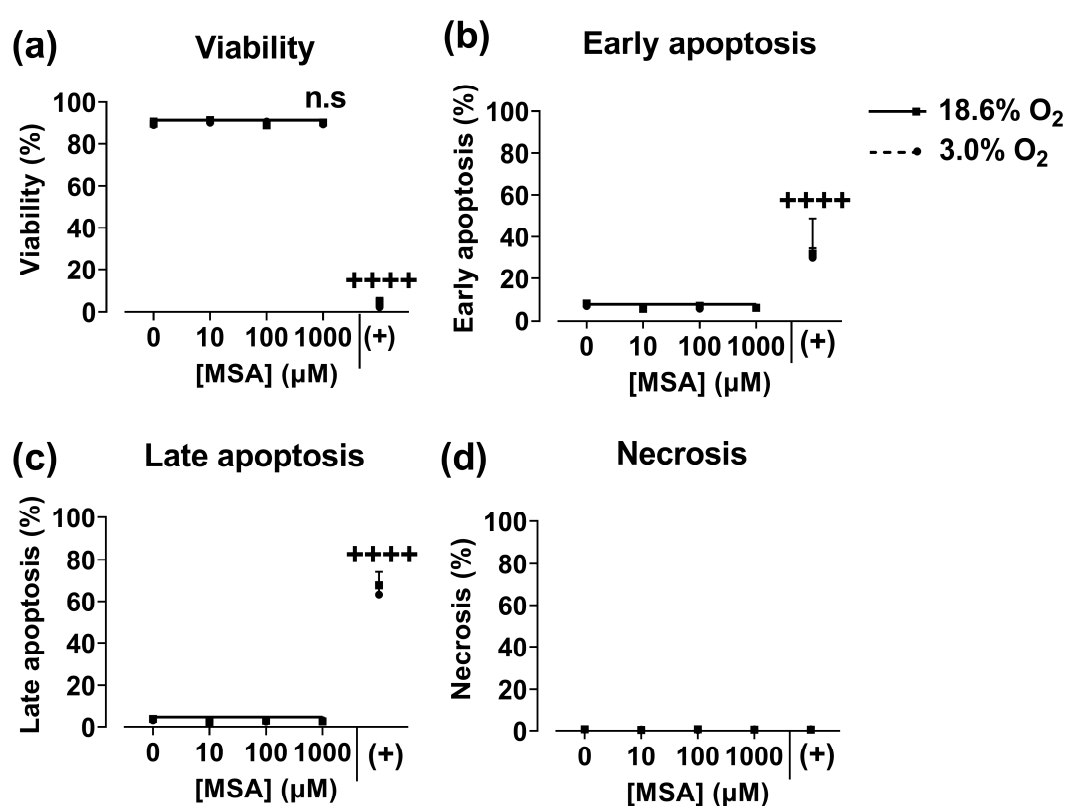 (a)
Viability
n.s
100
80
60
40
20
0
Viability (%)
++++
0 10 100 1000 (+)
[MSA] (µM)
(b)
Early apoptosis
100
80
60
40
20
0
Early apoptosis (%)
++++
0 10 100 1000 (+)
[MSA] (µM)
18.6% O2
3.0% O2
(c)
Late apoptosis
100
80
60
40
20
0
Late apoptosis (%)
++++
0 10 100 1000 (+)
[MSA] (µM)
(d)
Necrosis
100
80
60
40
20
0
Necrosis (%)
0 10 100 1000 (+)
[MSA] (µM)